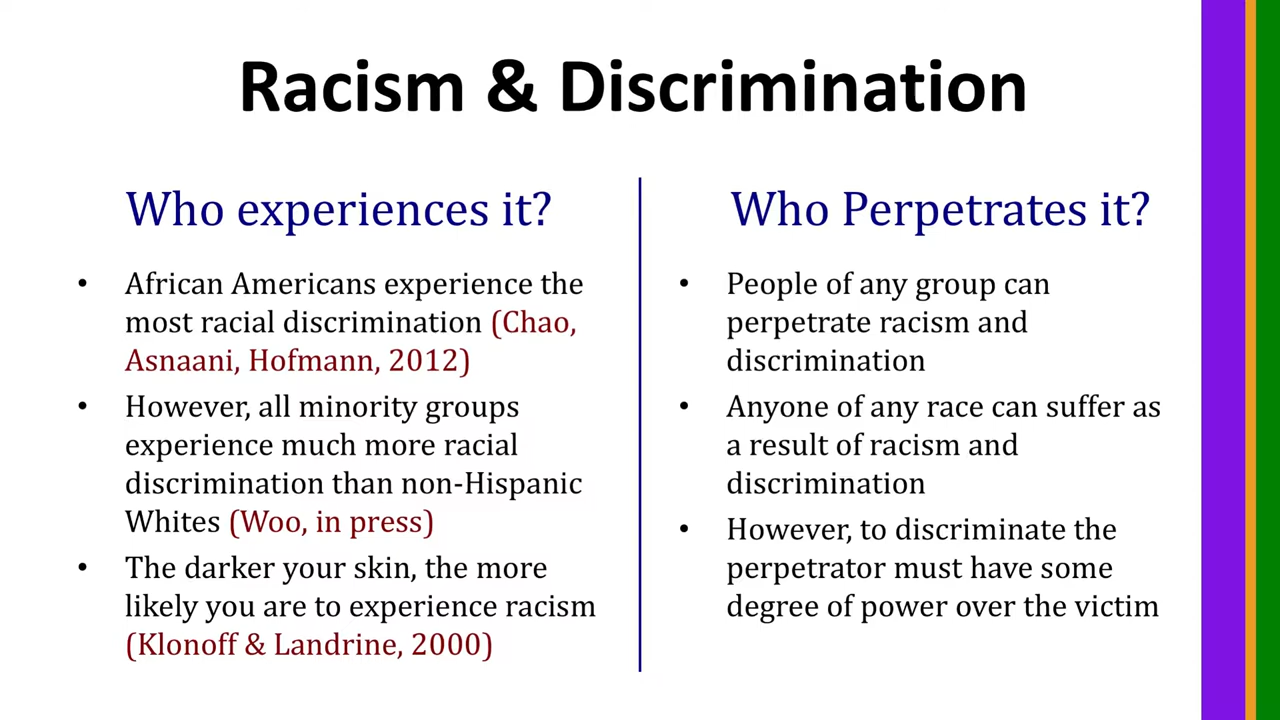 Racism & Discrimination
Who experiences it?
• African Americans experience the
most racial discrimination (Chao,
Asnaani, Hofmann, 2012)
• However, all minority groups
experience much more racial
discrimination than non-Hispanic
Whites (Woo, in press)
• The darker your skin, the more
likely you are to experience racism
(Klonoff & Landrine, 2000)
Who Perpetrates it?
• People of any group can
perpetrate racism and
discrimination
• Anyone of any race can suffer as
a result of racism and
discrimination
• However, to discriminate the
perpetrator must have some
degree of power over the victim